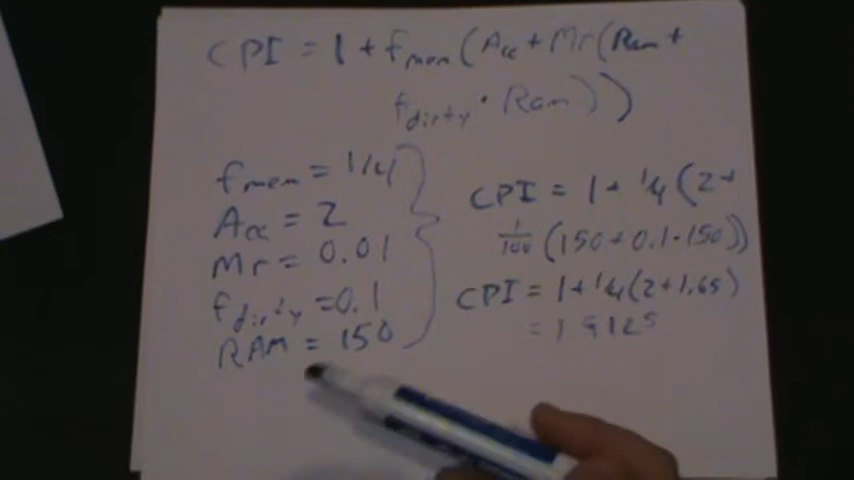 CPI = 1 + fmem (Acc + Mr (Ram +
fdirty · Ram))
fmem = 1/4
Acc = 2
Mr = 0.01
fdirty = 0.1
RAM = 150
CPI = 1 + 1/4 (2 +
1/100 (150 + 0.1 · 150))
CPI = 1 + 1/4 (2 + 1.65)
= 1 9125